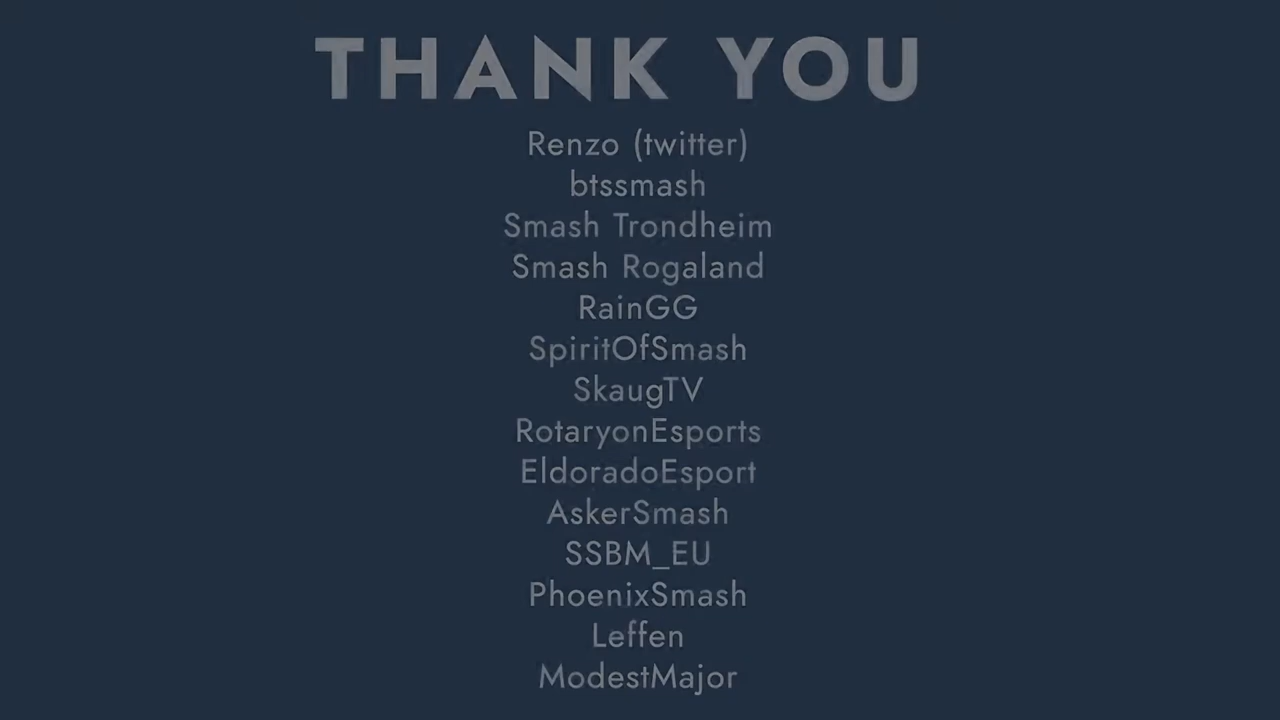 THANK YOU
Renzo (twitter)
btssmash
Smash Trondheim
Smash Rogaland
RainGG
SpiritOfSmash
SkaugTV
RotaryonEsports
EldoradoEsport
AskerSmash
SSBM_EU
PhoenixSmash
Leffen
ModestMajor